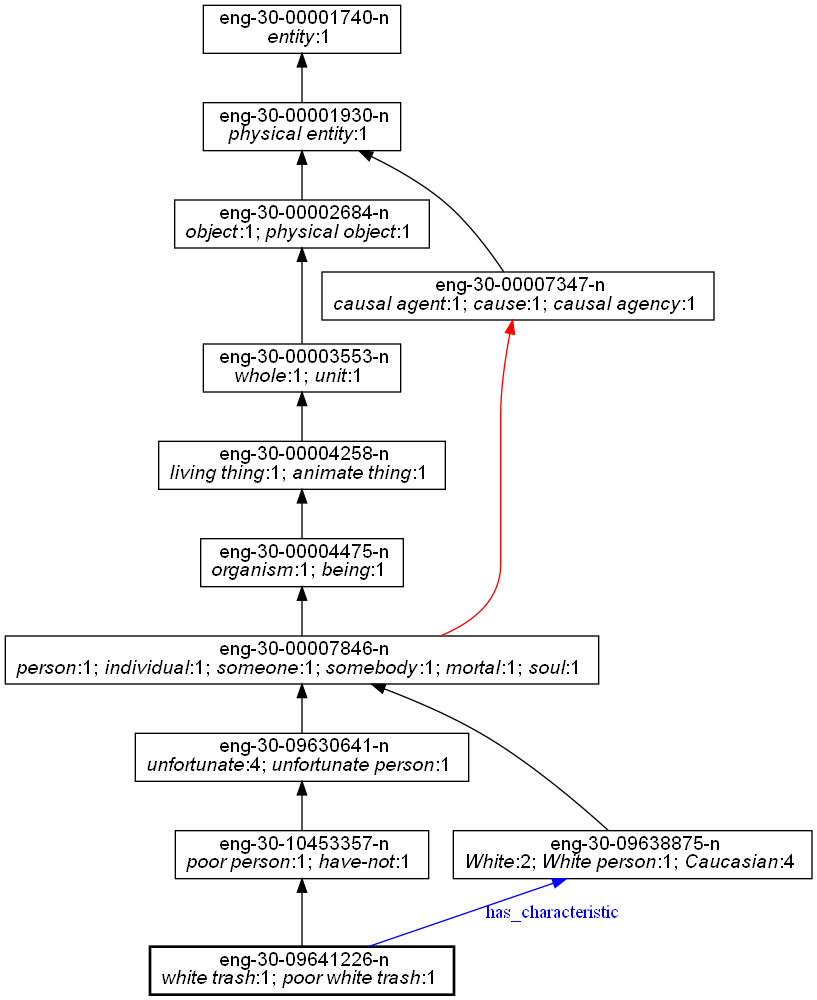 eng-30-00001740-n
entity:1
eng-30-00001930-n
physical entity:1
eng-30-00002684-n
object:1; physical object:1
eng-30-00007347-n
causal agent:1; cause:1; causal agency:1
eng-30-00003553-n
whole:1; unit:1
eng-30-00004258-n
living thing:1; animate thing:1
eng-30-00004475-n
organism:1; being:1
eng-30-00007846-n
person:1; individual:1; someone:1; somebody:1; mortal:1; soul:1
eng-30-09630641-n
unfortunate:4; unfortunate person:1
eng-30-10453357-n
poor person:1; have-not:1
eng-30-09638875-n
White:2; White person:1; Caucasian:4
has_characteristic
eng-30-09641226-n
white trash:1; poor white trash:1